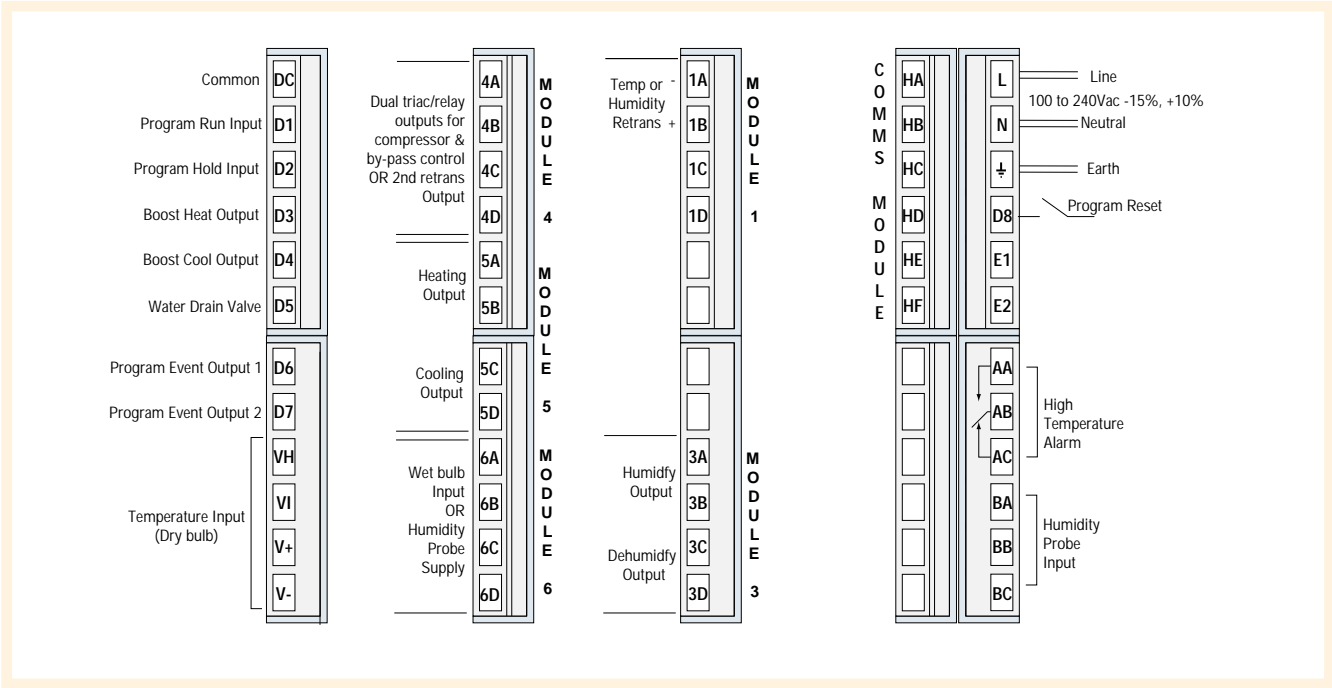 Common DC
Program Run Input D1
Program Hold Input D2
Boost Heat Output D3
Boost Cool Output D4
Water Drain Valve D5
Program Event Output 1 D6
Program Event Output 2 D7
VH
VI
V+
V-
Temperature Input
(Dry bulb)
Dual triac/relay
outputs for
compressor &
by-pass control
OR 2nd retrans
Output
4A
4B
4C
4D
MODULE 4
Heating
Output
5A
5B
Cooling
Output
5C
5D
MODULE 5
Wet bulb
Input
OR
Humidity
Probe
Supply
6A
6B
6C
6D
MODULE 6
Temp or -
Humidity
Retrans +
1A
1B
1C
1D
MODULE 1
Humidfy
Output
3A
3B
Dehumidfy
Output
3C
3D
MODULE 3
COMMS MODULE
HA
HB
HC
HD
HE
HF
L Line
100 to 240Vac -15%, +10%
N Neutral
Earth
D8 Program Reset
E1
E2
AA
AB
AC
High
Temperature
Alarm
BA
BB
BC
Humidity
Probe
Input